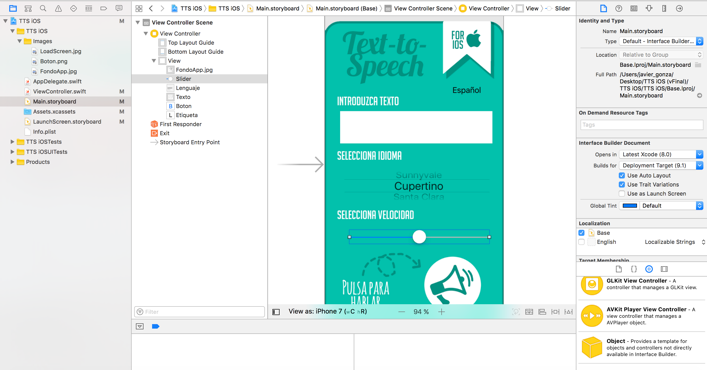 TTS iOS
M
TTS iOS
Images
LoadScreen.jpg
Boton.png
FondoApp.jpg
AppDelegate.swift
ViewController.swift
M
Main.storyboard
M
Assets.xcassets
M
LaunchScreen.storyboard
M
Info.plist
TTS iOSTests
TTS iOSUITests
Products
TTS iOS
TTS iOS
Main.storyboard
Main.storyboard (Base)
View Controller Scene
View Controller
View
Slider
View Controller Scene
View Controller
Top Layout Guide
Bottom Layout Guide
View
FondoApp.jpg
Slider
Lenguaje
Texto
B Boton
L Etiqueta
First Responder
Exit
Storyboard Entry Point
Filter
Text-to-
Speech
FOR
iOS
Español
INTRODUZCA TEXTO
SELECCIONA IDIOMA
Sunnyvale
Cupertino
Santa Clara
SELECCIONA VELOCIDAD
PULSA PARA
HABLAR
View as: iPhone 7 (wC hR)
— 94 % +
Identity and Type
Name Main.storyboard
Type Default - Interface Builder...
Location Relative to Group
Base.lproj/Main.storyboard
Full Path /Users/javier_gonza/
Desktop/TTS iOS (vFinal)/
TTS iOS/TTS iOS/Base.lproj/
Main.storyboard
On Demand Resource Tags
Tags
Interface Builder Document
Opens in Latest Xcode (8.0)
Builds for Deployment Target (9.1)
Use Auto Layout
Use Trait Variations
Use as Launch Screen
Global Tint Default
Localization
Base
English Localizable Strings
Target Membership
GLKit View Controller - A
controller that manages a GLKit view.
AVKit Player View Controller - A
view controller that manages a
AVPlayer object.
Object - Provides a template for
objects and controllers not directly
available in Interface Builder.